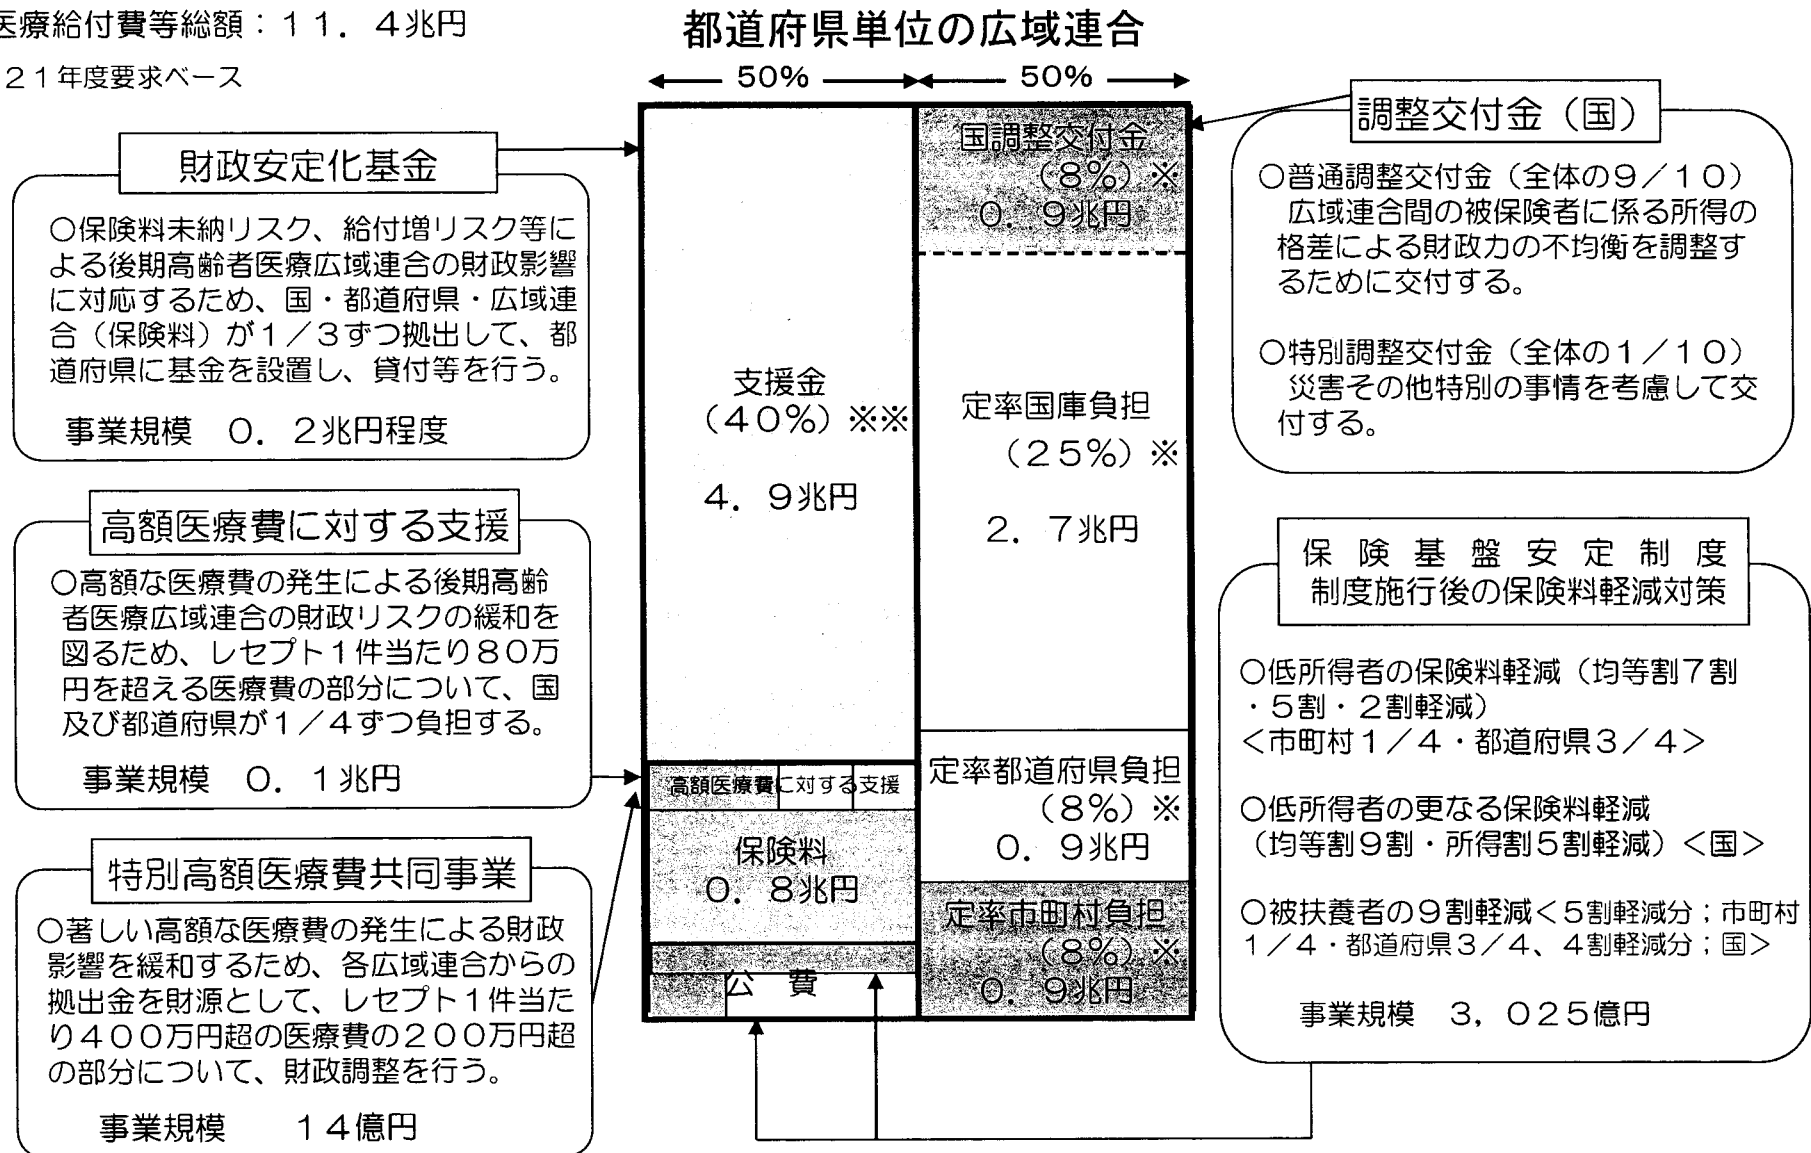 医療給付費等総額：１１．４兆円
２１年度要求ベース
都道府県単位の広域連合
50%
50%
財政安定化基金
○保険料未納リスク、給付増リスク等に
よる後期高齢者医療広域連合の財政影響
に対応するため、国・都道府県・広域連
合（保険料）が１／３ずつ拠出して、都
道府県に基金を設置し、貸付等を行う。
事業規模　０．２兆円程度
高額医療費に対する支援
○高額な医療費の発生による後期高齢
者医療広域連合の財政リスクの緩和を
図るため、レセプト１件当たり８０万
円を超える医療費の部分について、国
及び都道府県が１／４ずつ負担する。
事業規模　０．１兆円
特別高額医療費共同事業
○著しい高額な医療費の発生による財政
影響を緩和するため、各広域連合からの
拠出金を財源として、レセプト１件当た
り４００万円超の医療費の２００万円超
の部分について、財政調整を行う。
事業規模　　１４億円
支援金
（４０％）※※
４．９兆円
高額医療費に対する支援
保険料
０．８兆円
公　費
国調整交付金
（８％）※
０．９兆円
定率国庫負担
（２５％）※
２．７兆円
定率都道府県負担
（８％）※
０．９兆円
定率市町村負担
（８％）※
０．９兆円
調整交付金（国）
○普通調整交付金（全体の９／１０）
広域連合間の被保険者に係る所得の
格差による財政力の不均衡を調整す
るために交付する。
○特別調整交付金（全体の１／１０）
災害その他特別の事情を考慮して交
付する。
保険基盤安定制度
制度施行後の保険料軽減対策
○低所得者の保険料軽減（均等割７割
・５割・２割軽減）
＜市町村１／４・都道府県３／４＞
○低所得者の更なる保険料軽減
（均等割９割・所得割５割軽減）＜国＞
○被扶養者の９割軽減＜５割軽減分；市町村
１／４・都道府県３／４、４割軽減分；国＞
事業規模　３，０２５億円